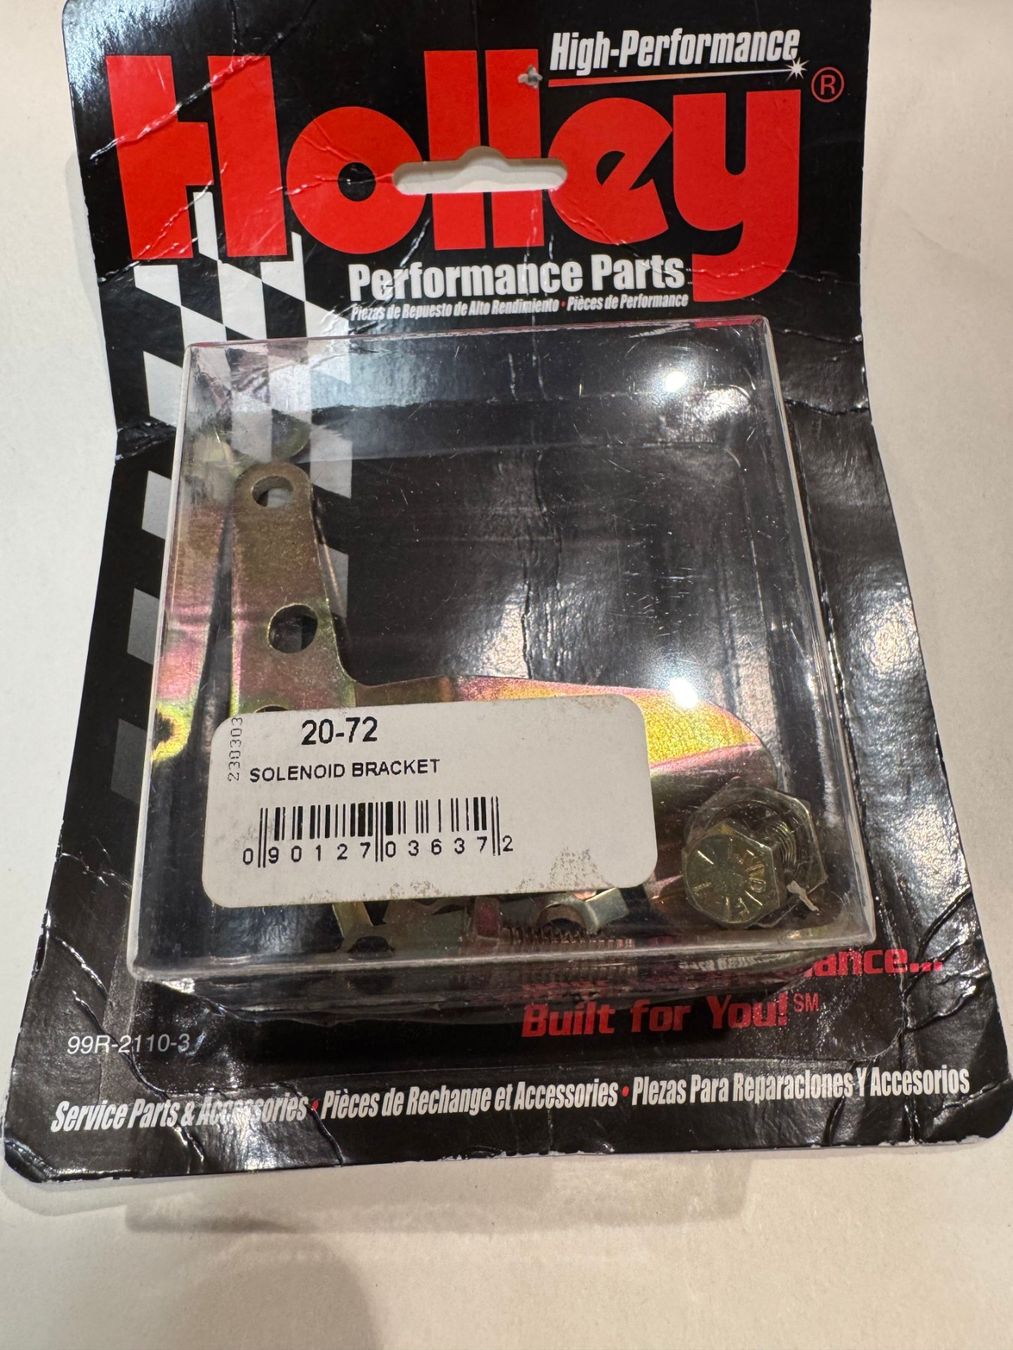 High-Performance
Holley®
Performance Parts
Piezas de Repuesto de Alto Rendimiento · Pièces de Performance
20-72
230303
SOLENOID BRACKET
0 90127 03637 2
Built for You! SM
99R-2110-3
Service Parts & Accessories • Pièces de Rechange et Accessories • PIezas Para ReparacIones Y Accesorios